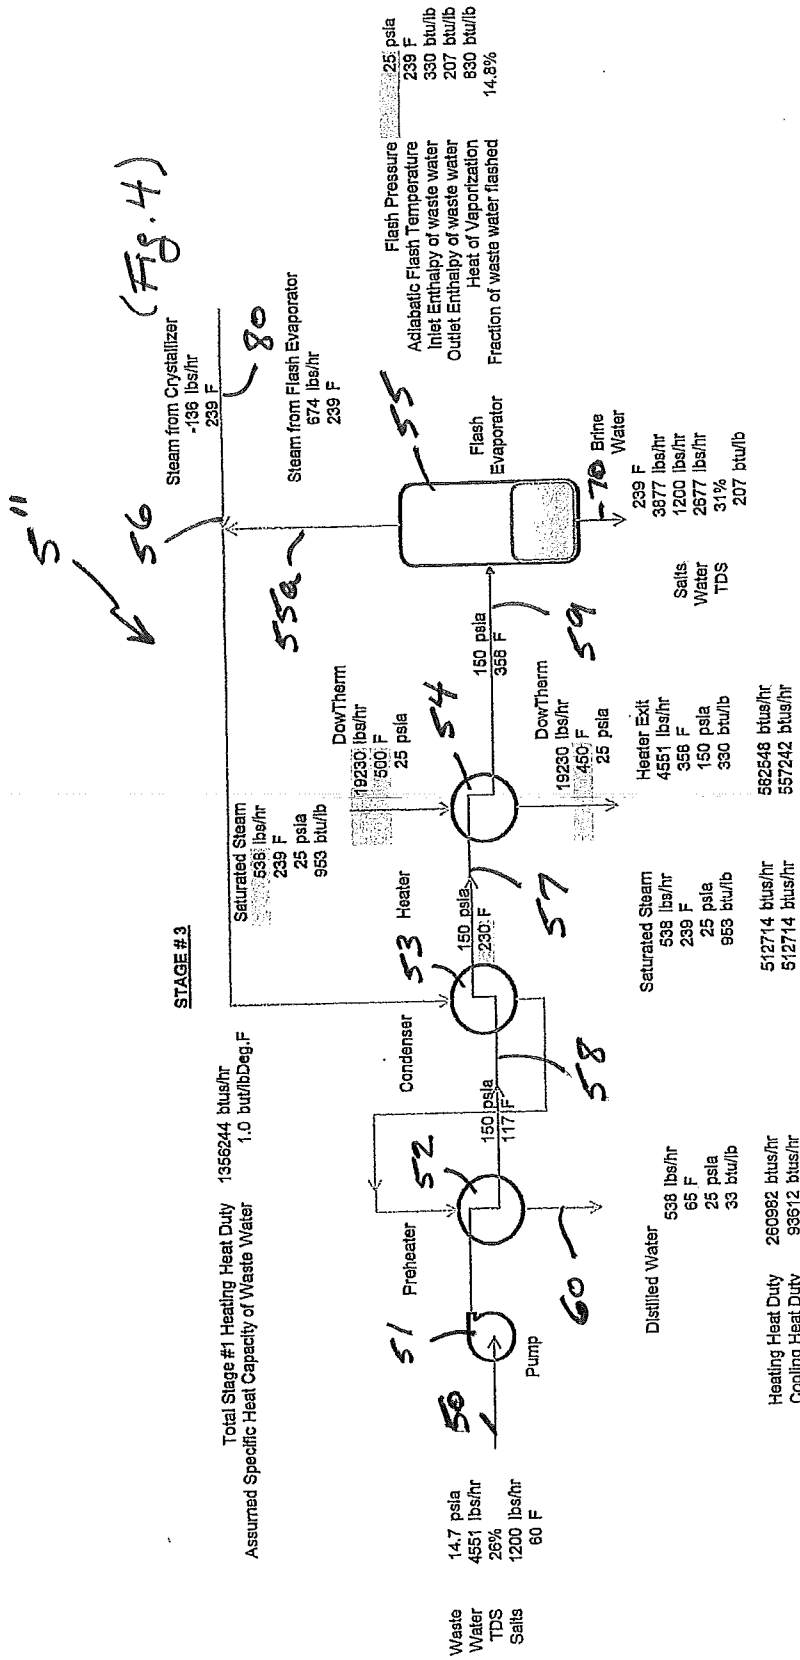 5"
(Fig. 4)
STAGE # 3
Total Stage #1 Heating Heat Duty 1356244 btus/hr
Assumed Specific Heat Capacity of Waste Water 1.0 but/lbDeg.F
56
Steam from Crystallizer
-136 lbs/hr
239 F
80
Saturated Steam
538 lbs/hr
239 F
25 psia
953 btu/lb
55a
Steam from Flash Evaporator
674 lbs/hr
239 F
Flash Pressure 25 psia
Adiabatic Flash Temperature 239 F
Inlet Enthalpy of waste water 330 btu/lb
Outlet Enthalpy of waste water 207 btu/lb
Heat of Vaporization 830 btu/lb
Fraction of waste water flashed 14.8%
DowTherm
19230 lbs/hr
500 F
25 psia
55
Flash
Evaporator
Waste 14.7 psia
Water 4551 lbs/hr
TDS 26%
Salts 1200 lbs/hr
60 F
50
51
Pump
Preheater
52
150 psia
117 F
58
Condenser
53
150 psia
230 F
57
Heater
54
150 psia
358 F
59
DowTherm
19230 lbs/hr
450 F
25 psia
60
-70 Brine
Water
239 F
3877 lbs/hr
Salts 1200 lbs/hr
Water 2677 lbs/hr
TDS 31%
207 btu/lb
Distilled Water
538 lbs/hr
65 F
25 psia
33 btu/lb
Saturated Steam
538 lbs/hr
239 F
25 psia
953 btu/lb
Heater Exit
4551 lbs/hr
358 F
150 psia
330 btu/lb
Heating Heat Duty 260982 btus/hr 512714 btus/hr 582548 btus/hr
Cooling Heat Duty 93612 btus/hr 512714 btus/hr 557242 btus/hr